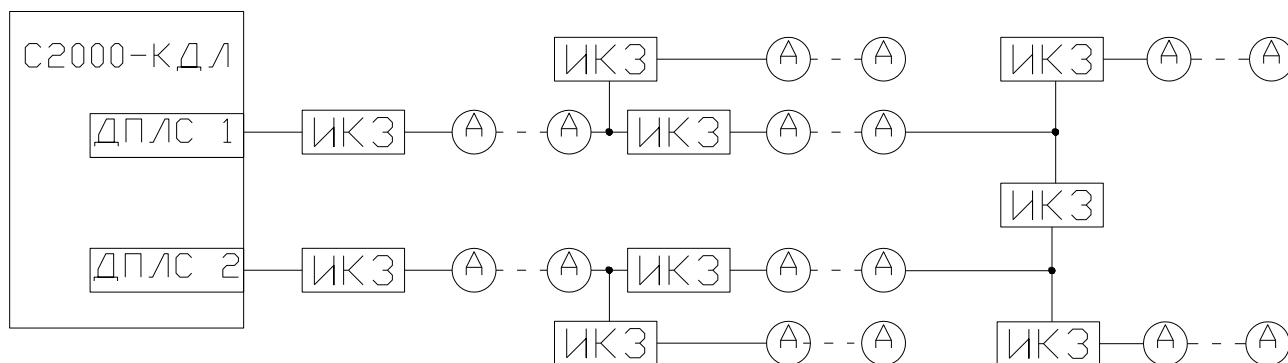 С2000-КДЛ
ИКЗ А А ИКЗ А А
ДПЛС 1 ИКЗ А А ИКЗ А А
ИКЗ
ДПЛС 2 ИКЗ А А ИКЗ А А
ИКЗ А А ИКЗ А А